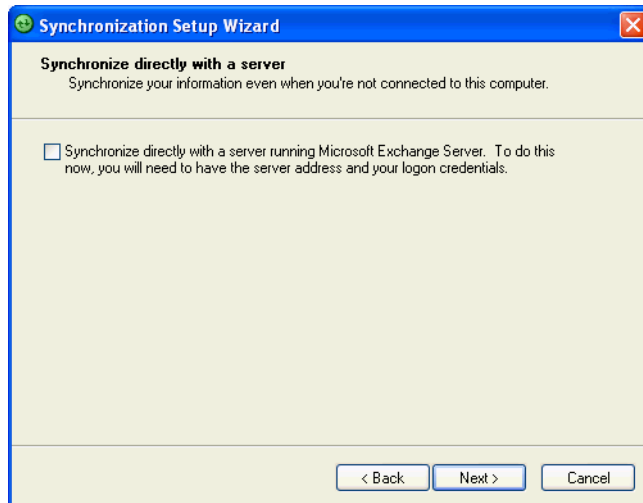 Synchronization Setup Wizard
Synchronize directly with a server
Synchronize your information even when you're not connected to this computer.
Synchronize directly with a server running Microsoft Exchange Server.  To do this
now, you will need to have the server address and your logon credentials.
< Back
Next >
Cancel